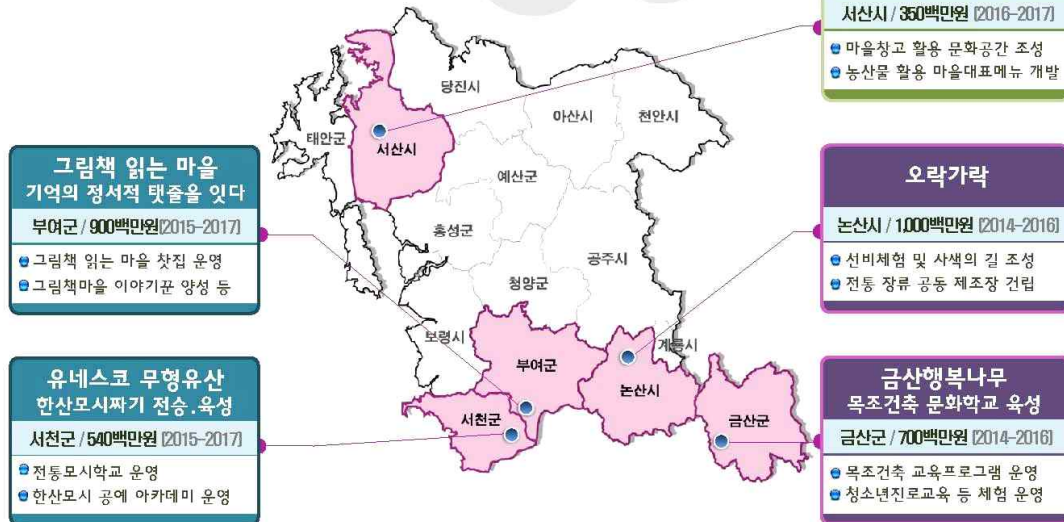 서산시 / 350백만원 [2016-2017]
마을창고 활용 문화공간 조성
농산물 활용 마을대표메뉴 개발
그림책 읽는 마을
기억의 정서적 탯줄을 잇다
부여군 / 900백만원[2015-2017]
그림책 읽는 마을 찻집 운영
그림책마을 이야기꾼 양성 등
유네스코 무형유산
한산모시짜기 전승.육성
서천군 / 540백만원 [2015-2017]
전통모시학교 운영
한산모시 공예 아카데미 운영
당진시
아산시
천안시
태안군
서산시
예산군
홍성군
공주시
청양군
보령시
부여군
계룡시
논산시
서천군
금산군
오락가락
논산시 / 1,000백만원 [2014-2016]
선비체험 및 사색의 길 조성
전통 장류 공동 제조장 건립
금산행복나무
목조건축 문화학교 육성
금산군 / 700백만원 [2014-2016]
목조건축 교육프로그램 운영
청소년진로교육 등 체험 운영